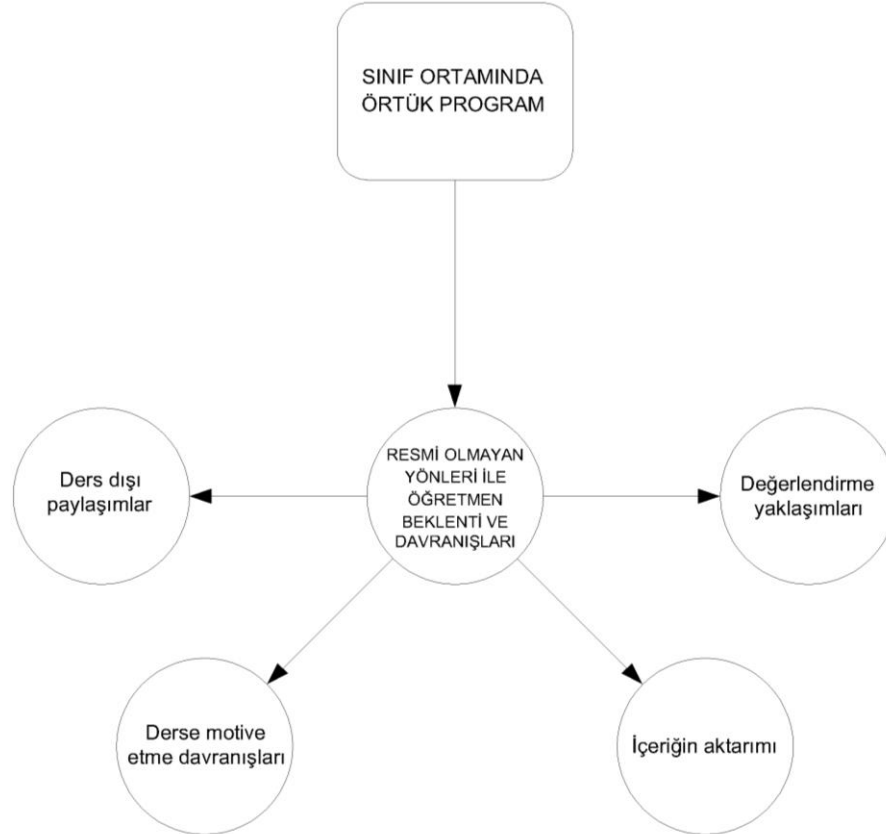 SINIF ORTAMINDA
ÖRTÜK PROGRAM
RESMİ OLMAYAN
YÖNLERİ İLE
ÖĞRETMEN
BEKLENTİ VE
DAVRANIŞLARI
Ders dışı
paylaşımlar
Değerlendirme
yaklaşımları
Derse motive
etme davranışları
İçeriğin aktarımı